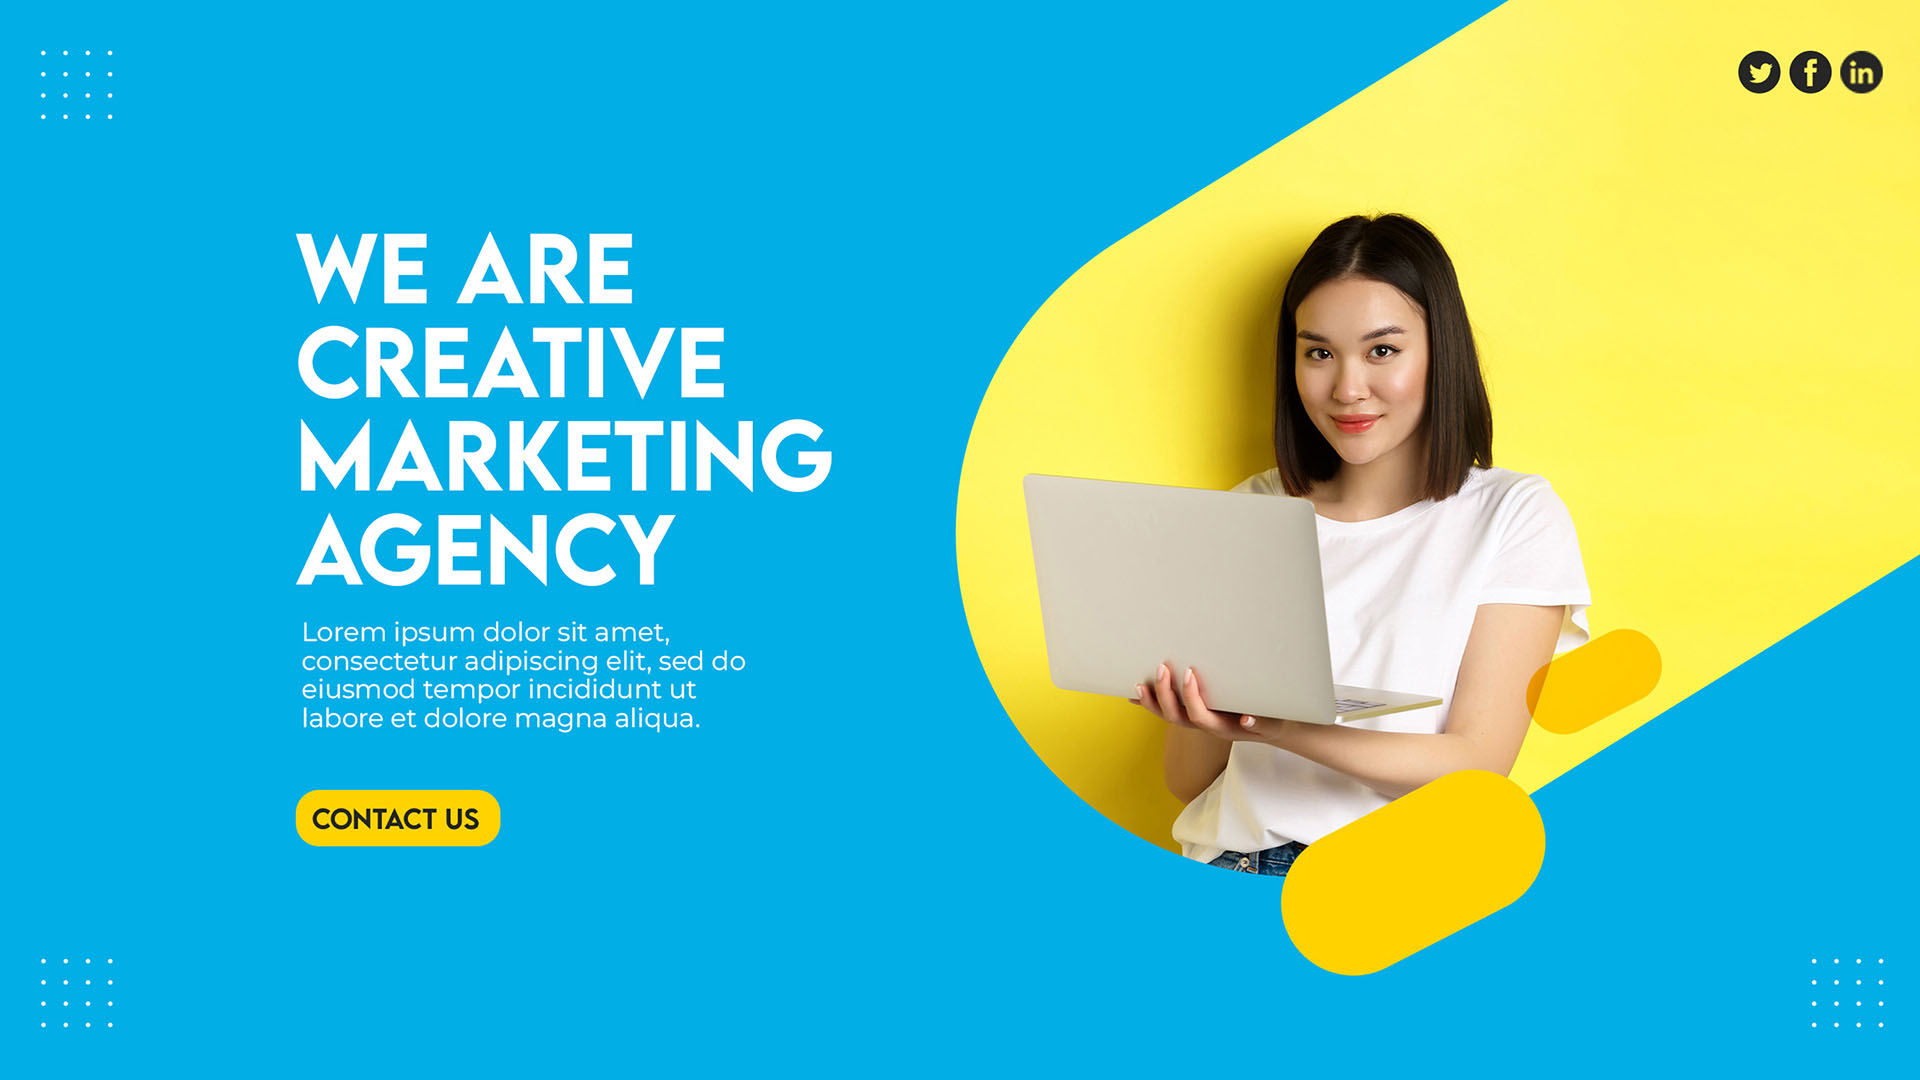 WE ARE
CREATIVE
MARKETING
AGENCY
Lorem ipsum dolor sit amet,
consectetur adipiscing elit, sed do
eiusmod tempor incididunt ut
labore et dolore magna aliqua.
CONTACT US